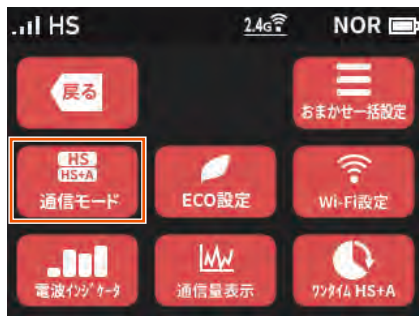 HS 2.4G NOR
戻る
おまかせ一括設定
HS
HS+A
通信モード
ECO設定
Wi-Fi設定
電波ｲﾝｼﾞｹｰﾀ
通信量表示
ﾜﾝﾀｲﾑ HS+A